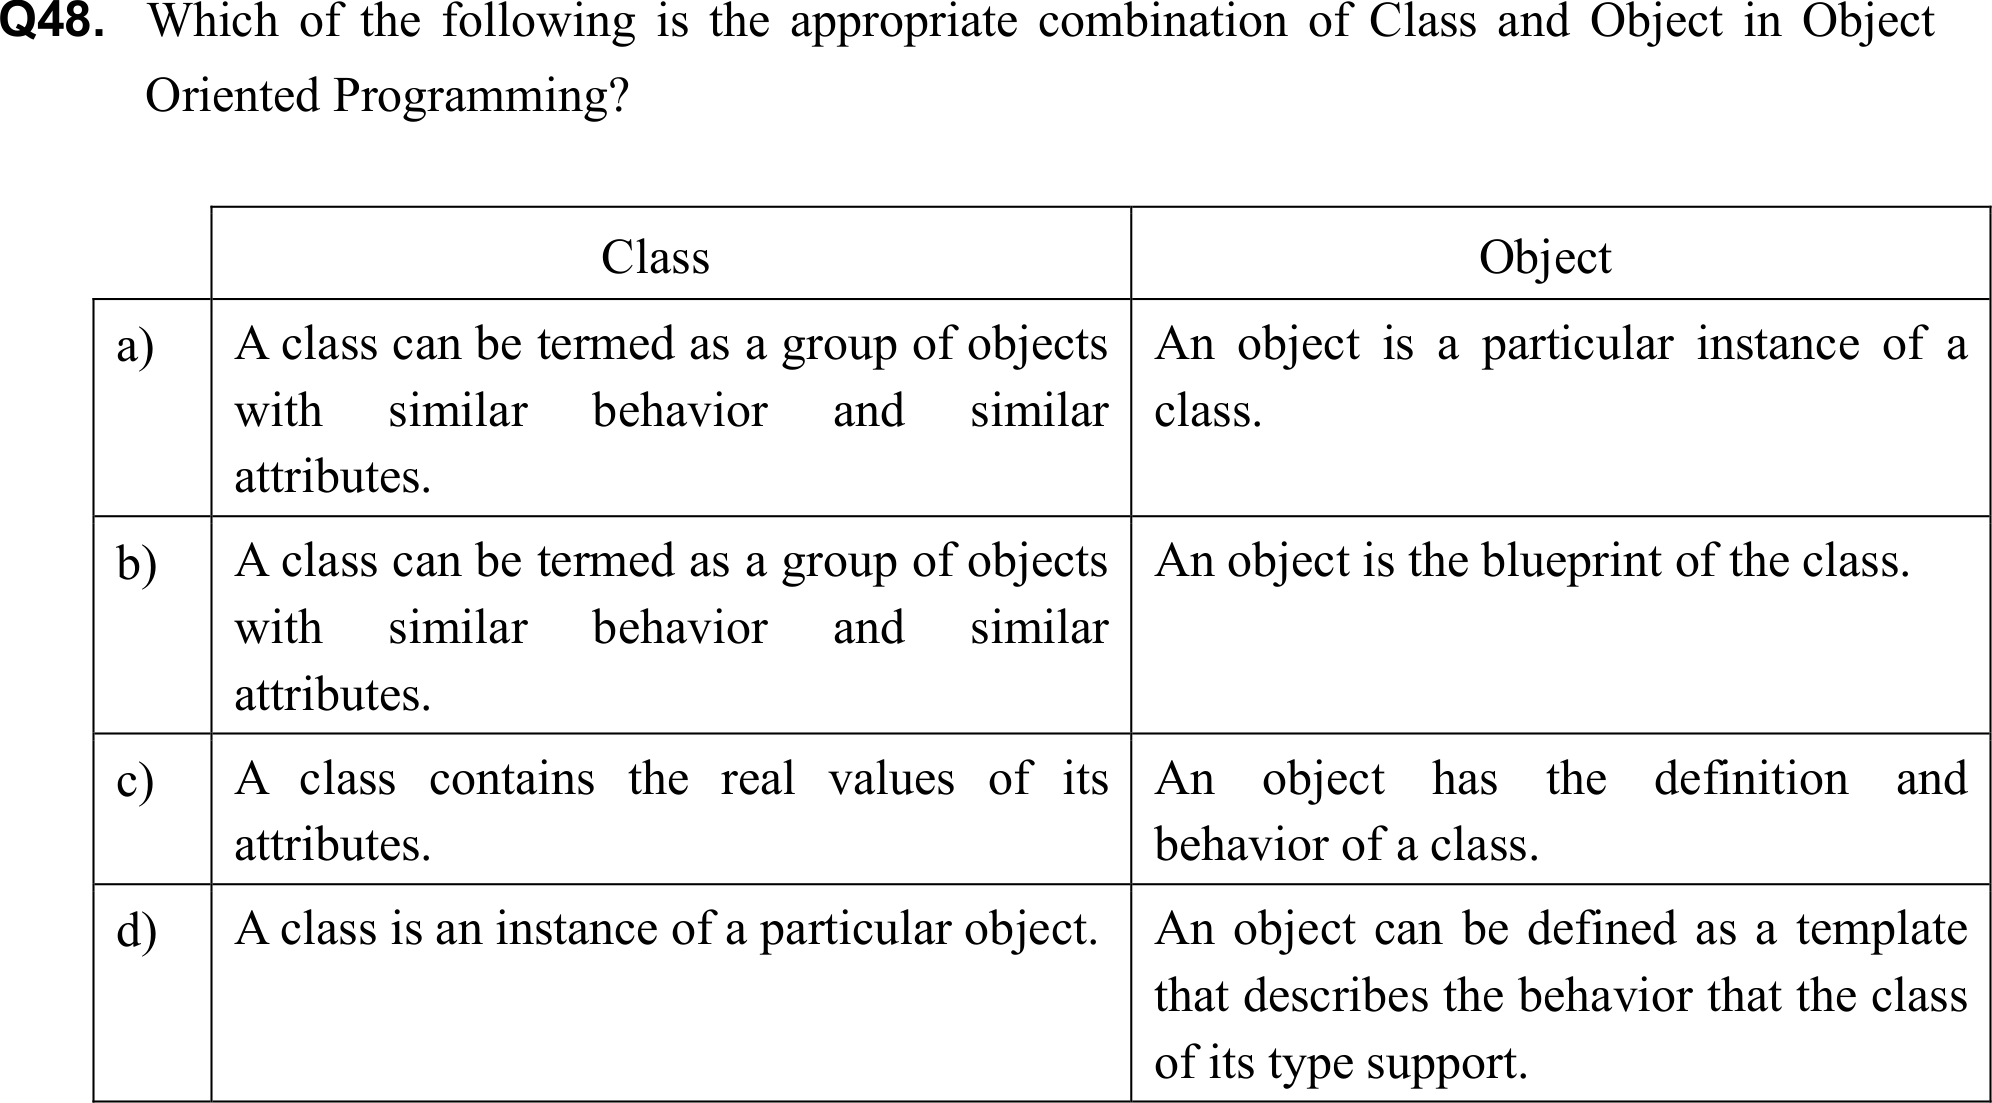 Q48. Which of the following is the appropriate combination of Class and Object in Object
Oriented Programming?
Class Object
a) A class can be termed as a group of objects An object is a particular instance of a
with similar behavior and similar class.
attributes.
b) A class can be termed as a group of objects An object is the blueprint of the class.
with similar behavior and similar
attributes.
c) A class contains the real values of its An object has the definition and
attributes. behavior of a class.
d) A class is an instance of a particular object. An object can be defined as a template
that describes the behavior that the class
of its type support.